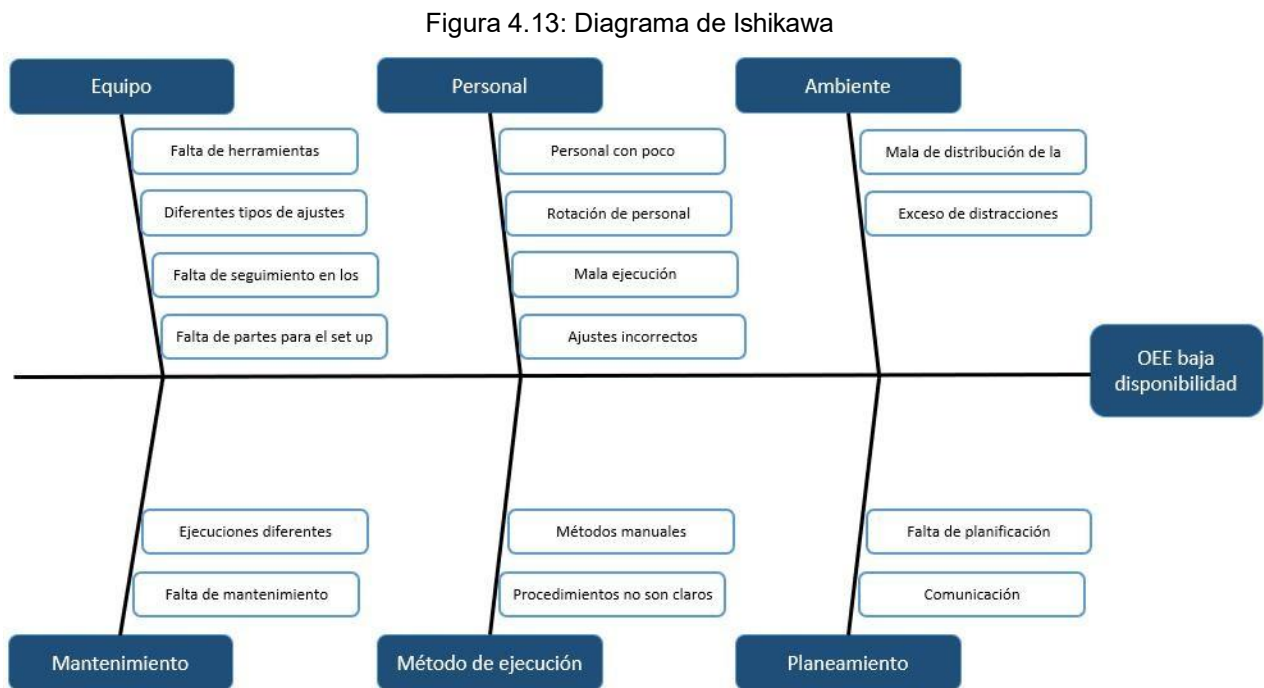 Figura 4.13: Diagrama de Ishikawa
Equipo
Personal
Ambiente
Falta de herramientas
Personal con poco
Mala de distribución de la
Diferentes tipos de ajustes
Rotación de personal
Exceso de distracciones
Falta de seguimiento en los
Mala ejecución
Falta de partes para el set up
Ajustes incorrectos
OEE baja
disponibilidad
Ejecuciones diferentes
Métodos manuales
Falta de planificación
Falta de mantenimiento
Procedimientos no son claros
Comunicación
Mantenimiento
Método de ejecución
Planeamiento